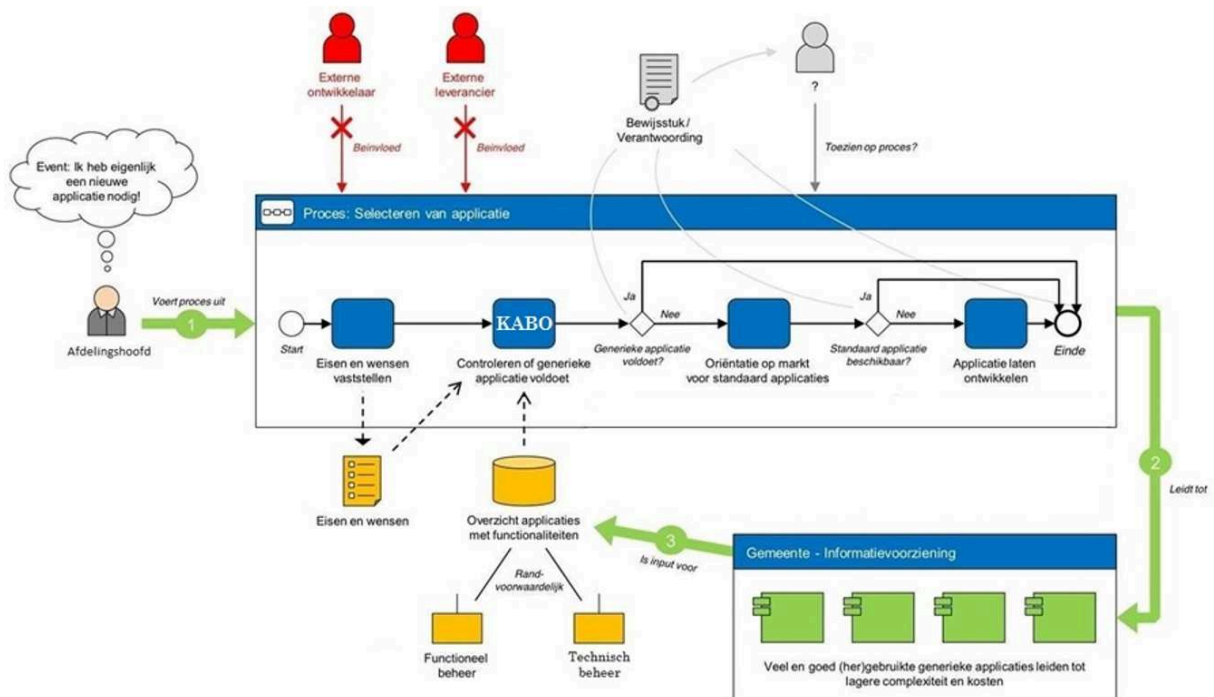 Externe
ontwikkelaar
Externe
leverancier
?
Bewijsstuk/
Verantwoording
Beïnvloed
Beïnvloed
Toezien op proces?
Event: Ik heb eigenlijk
een nieuwe
applicatie nodig!
Proces: Selecteren van applicatie
Voert proces uit
1
Afdelingshoofd
Start
Eisen en wensen
vaststellen
KABO
Controleren of generieke
applicatie voldoet
Ja
Nee
Generieke applicatie
voldoet?
Oriëntatie op markt
voor standaard applicaties
Ja
Nee
Standaard applicatie
beschikbaar?
Applicatie laten
ontwikkelen
Einde
2
Leidt tot
Eisen en wensen
Overzicht applicaties
met functionaliteiten
3
Is input voor
Rand-
voorwaardelijk
Functioneel
beheer
Technisch
beheer
Gemeente - Informatievoorziening
Veel en goed (her)gebruikte generieke applicaties leiden tot
lagere complexiteit en kosten